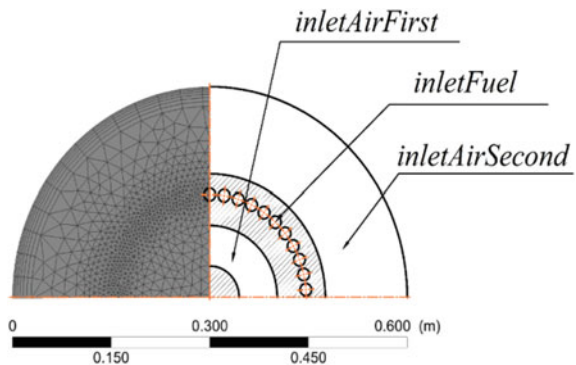 inletAirFirst
inletFuel
inletAirSecond
0 0.300 0.600 (m)
0.150 0.450